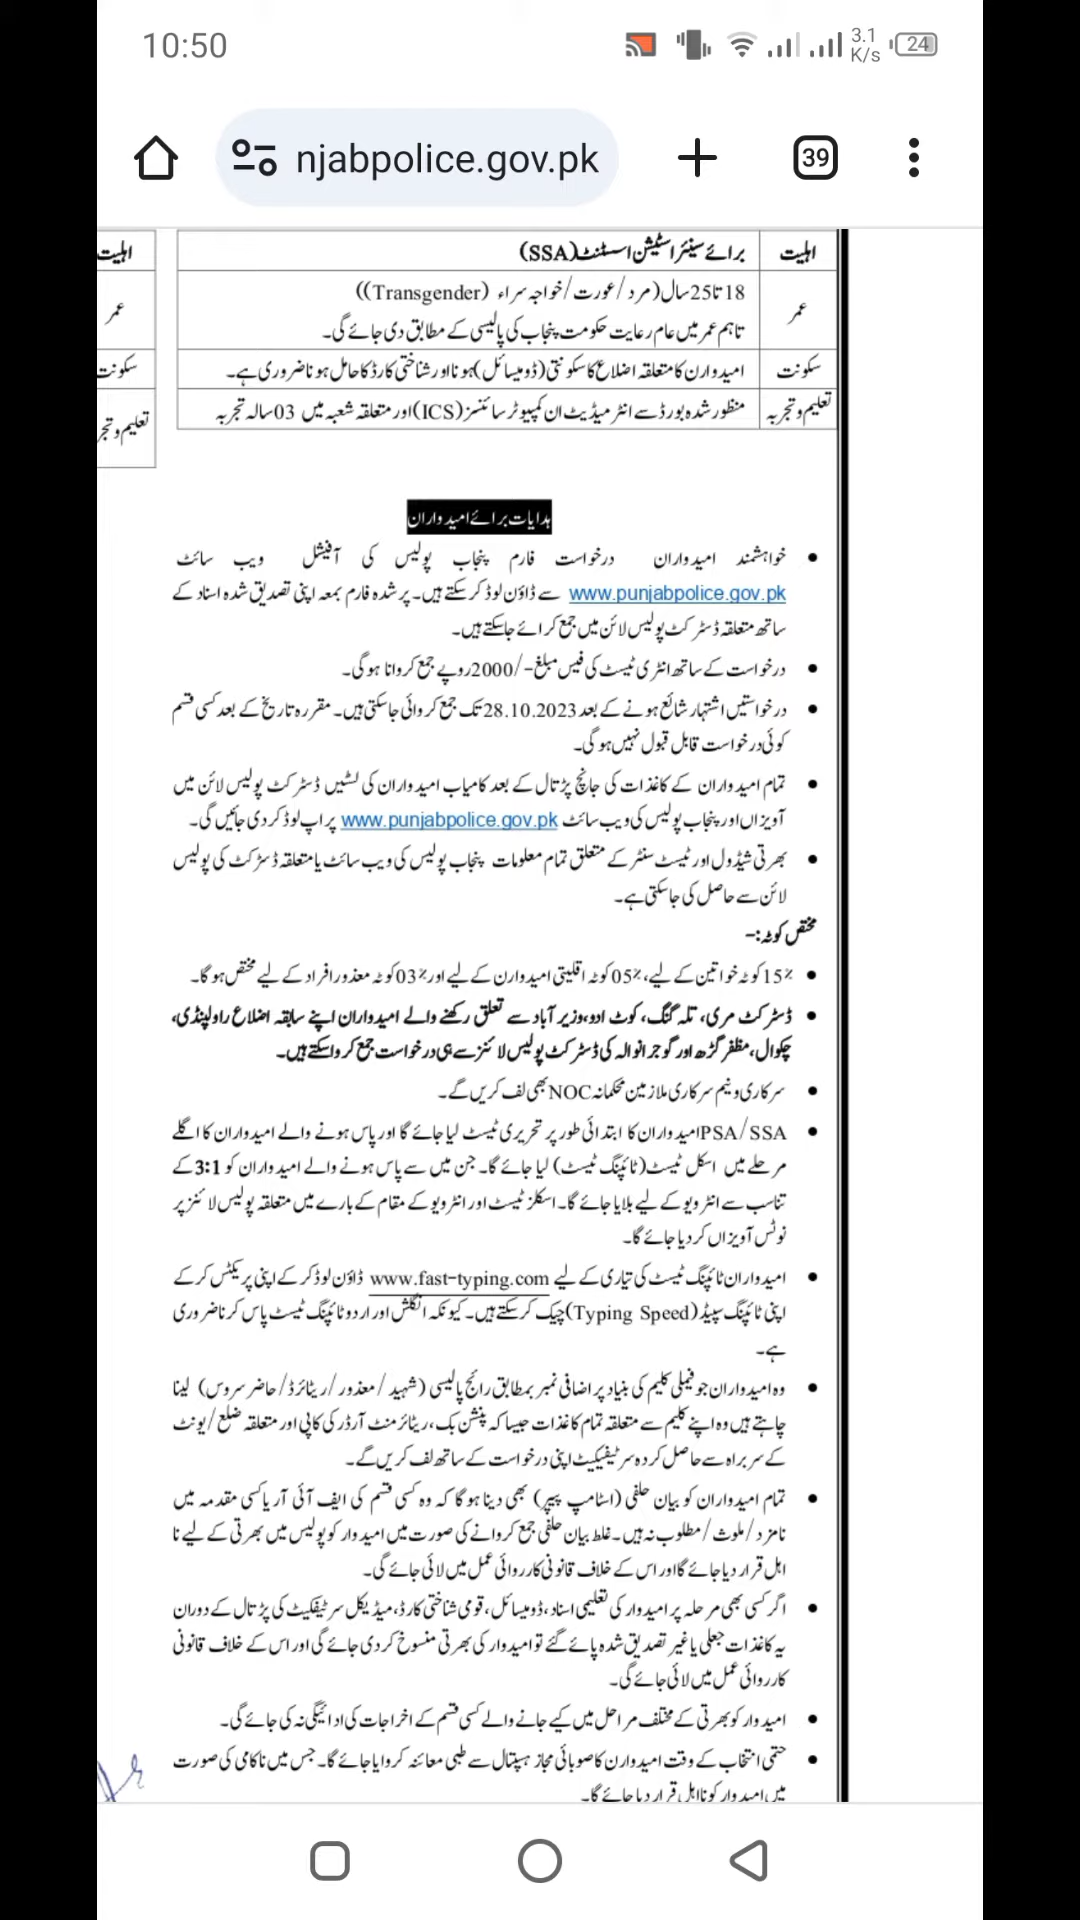 10:50
3.1 K/s
24
njabpolice.gov.pk
39
اہلیت
برائے سینئر اسٹیشن اسسٹنٹ (SSA)
اہلیت
عمر
18 تا 25 سال (مرد/عورت/خواجہ سراء (Transgender))
تاہم عمر میں عام رعایت حکومت پنجاب کی پالیسی کے مطابق دی جائے گی۔
عمر
سکونت
امیدوارن کا متعلقہ اضلاع کا سکونتی (ڈومیسائل) ہونا اور شناختی کارڈ کا حامل ہونا ضروری ہے۔
سکونت
تعلیم و تجربہ
منظور شدہ بورڈ سے انٹر میڈیٹ ان کمپیوٹر سائنسز (ICS) اور متعلقہ شعبہ میں 03 سالہ تجربہ
تعلیم و تجر
ہدایات برائے امیدواران
• خواہشمند امیدواران درخواست فارم پنجاب پولیس کی آفیشل ویب سائٹ
www.punjabpolice.gov.pk سے ڈاؤن لوڈ کر سکتے ہیں۔ پر شدہ فارم بمعہ اپنی تصدیق شدہ اسناد کے
ساتھ متعلقہ ڈسٹرکٹ پولیس لائن میں جمع کرائے جاسکتے ہیں۔
• درخواست کے ساتھ انٹری ٹیسٹ کی فیس مبلغ -/2000 روپے جمع کروانا ہوگی۔
• درخواستیں اشتہار شائع ہونے کے بعد 28.10.2023 تک جمع کروائی جاسکتی ہیں۔ مقررہ تاریخ کے بعد کسی قسم
کوئی درخواست قابل قبول نہیں ہوگی۔
• تمام امیدواران کے کاغذات کی جانچ پڑتال کے بعد کامیاب امیدواران کی لسٹیں ڈسٹرکٹ پولیس لائن میں
آویزاں اور پنجاب پولیس کی ویب سائٹ www.punjabpolice.gov.pk پر اپ لوڈ کر دی جائیں گی۔
• بھرتی شیڈول اور ٹیسٹ سنٹر کے متعلق تمام معلومات پنجاب پولیس کی ویب سائٹ یا متعلقہ ڈسڑکٹ کی پولیس
لائن سے حاصل کی جاسکتی ہے۔
مختص کوٹہ:-
• 15% کوٹہ خواتین کے لیے، 05% کوٹہ اقلیتی امیدوارن کے لیے اور 03% کوٹہ معذور افراد کے لیے مختص ہوگا۔
• ڈسٹرکٹ مری، تلہ گنگ، کوٹ ادو، وزیر آباد سے تعلق رکھنے والے امیدواران اپنے سابقہ اضلاع راولپنڈی،
چکوال، مظفر گڑھ اور گوجرانوالہ کی ڈسٹرکٹ پولیس لائنز سے ہی درخواست جمع کرواسکتے ہیں۔
• سرکاری و نیم سرکاری ملازمین محکمانہ NOC بھی لف کریں گے۔
• PSA/SSA امیدواران کا ابتدائی طور پر تحریری ٹیسٹ لیا جائے گا اور پاس ہونے والے امیدواران کا اگلے
مرحلے میں اسکل ٹیسٹ (ٹائپنگ ٹیسٹ) لیا جائے گا۔ جن میں سے پاس ہونے والے امیدواران کو 3:1 کے
تناسب سے انٹرویو کے لیے بلایا جائے گا۔ اسکلز ٹیسٹ اور انٹرویو کے مقام کے بارے میں متعلقہ پولیس لائنز پر
نوٹس آویزاں کر دیا جائے گا۔
• امیدواران ٹائپنگ ٹیسٹ کی تیاری کے لیے www.fast-typing.com ڈاؤن لوڈ کر کے اپنی پریکٹس کر کے
اپنی ٹائپنگ سپیڈ (Typing Speed) چیک کر سکتے ہیں۔ کیونکہ انگلش اور اردو ٹائپنگ ٹیسٹ پاس کرنا ضروری
ہے۔
• وہ امیدواران جو فیملی کلیم کی بنیاد پر اضافی نمبر بمطابق رائج پالیسی (شہید/معذور/ریٹائرڈ/حاضر سروس) لینا
چاہتے ہیں وہ اپنے کلیم سے متعلقہ تمام کاغذات جیسا کہ پنشن بک، ریٹائرمنٹ آرڈر کی کاپی اور متعلقہ ضلع/یونٹ
کے سربراہ سے حاصل کردہ سرٹیفیکیٹ اپنی درخواست کے ساتھ لف کریں گے۔
• تمام امیدواران کو بیان حلفی (اسٹامپ پیپر) بھی دینا ہوگا کہ وہ کسی قسم کی ایف آئی آر یا کسی مقدمہ میں
نامزد/ملوث/مطلوب نہ ہیں۔ غلط بیان حلفی جمع کروانے کی صورت میں امیدوار کو پولیس میں بھرتی کے لیے نا
اہل قرار دیا جائے گا اور اس کے خلاف قانونی کارروائی عمل میں لائی جائے گی۔
• اگر کسی بھی مرحلہ پر امیدوار کی تعلیمی اسناد، ڈومیسائل، قومی شناختی کارڈ، میڈیکل سرٹیفکیٹ کی پڑتال کے دوران
یہ کاغذات جعلی یا غیر تصدیق شدہ پائے گئے تو امیدوار کی بھرتی منسوخ کر دی جائے گی اور اس کے خلاف قانونی
کارروائی عمل میں لائی جائے گی۔
• امیدوار کو بھرتی کے مختلف مراحل میں کیے جانے والے کسی قسم کے اخراجات کی ادائیگی نہ کی جائے گی۔
• حتمی انتخاب کے وقت امیدوارن کا صوبائی مجاز ہسپتال سے طبی معائنہ کروایا جائے گا۔ جس میں ناکامی کی صورت
میں امیدوار کو نااہل قرار دیا جائے گا۔